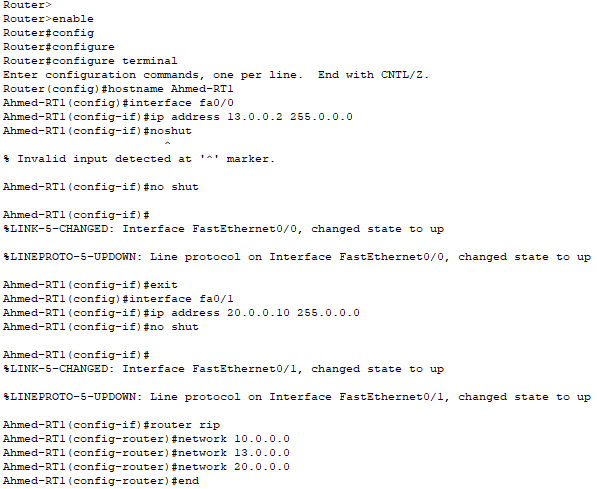 Router>
Router>enable
Router#config
Router#configure
Router#configure terminal
Enter configuration commands, one per line.  End with CNTL/Z.
Router(config)#hostname Ahmed-RT1
Ahmed-RT1(config)#interface fa0/0
Ahmed-RT1(config-if)#ip address 13.0.0.2 255.0.0.0
Ahmed-RT1(config-if)#noshut
^
% Invalid input detected at '^' marker.
Ahmed-RT1(config-if)#no shut
Ahmed-RT1(config-if)#
%LINK-5-CHANGED: Interface FastEthernet0/0, changed state to up
%LINEPROTO-5-UPDOWN: Line protocol on Interface FastEthernet0/0, changed state to up
Ahmed-RT1(config-if)#exit
Ahmed-RT1(config)#interface fa0/1
Ahmed-RT1(config-if)#ip address 20.0.0.10 255.0.0.0
Ahmed-RT1(config-if)#no shut
Ahmed-RT1(config-if)#
%LINK-5-CHANGED: Interface FastEthernet0/1, changed state to up
%LINEPROTO-5-UPDOWN: Line protocol on Interface FastEthernet0/1, changed state to up
Ahmed-RT1(config-if)#router rip
Ahmed-RT1(config-router)#network 10.0.0.0
Ahmed-RT1(config-router)#network 13.0.0.0
Ahmed-RT1(config-router)#network 20.0.0.0
Ahmed-RT1(config-router)#end